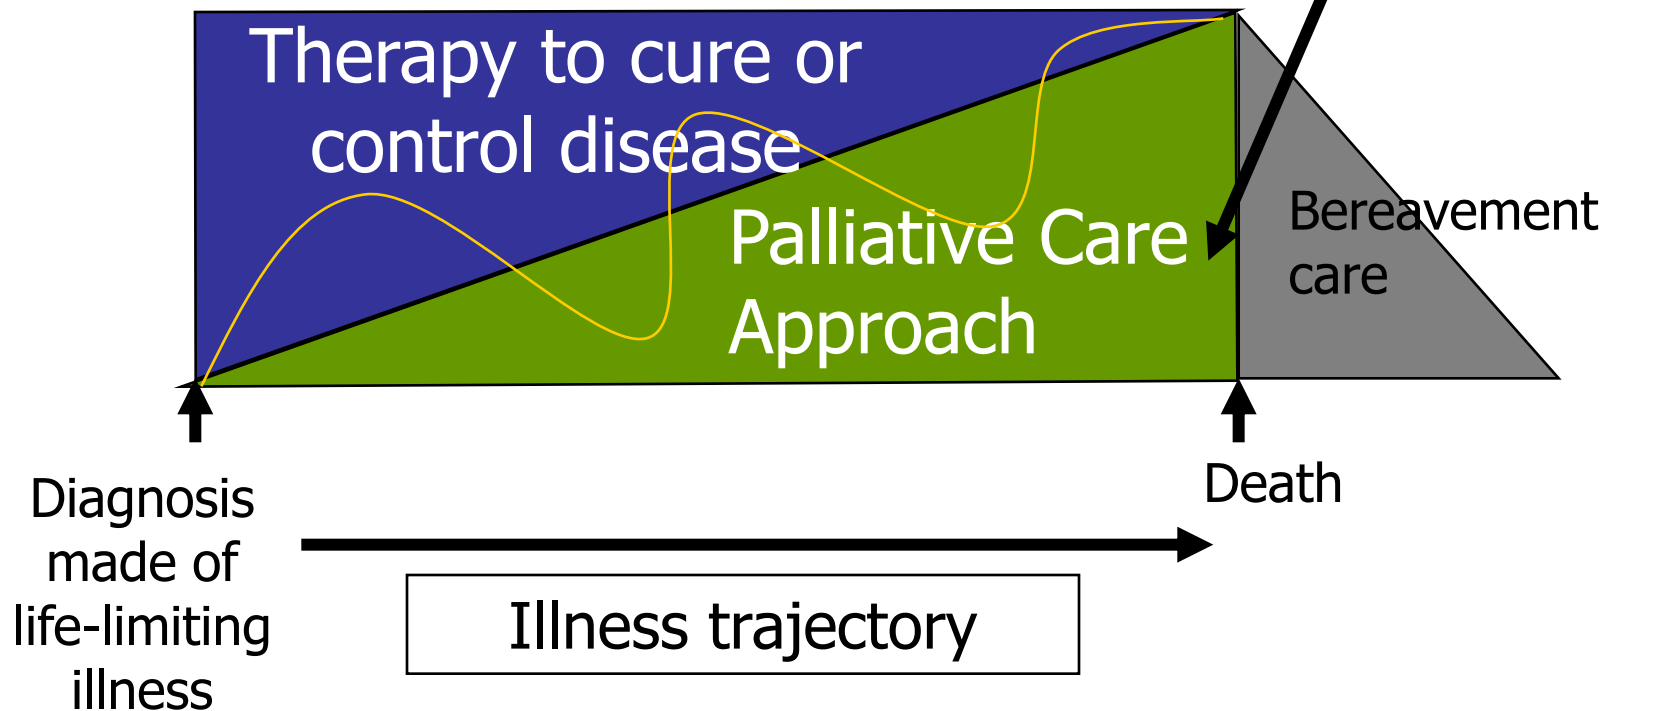 Therapy to cure or
control disease
Palliative Care
Approach
Bereavement
care
Diagnosis
made of
life-limiting
illness
Death
Illness trajectory